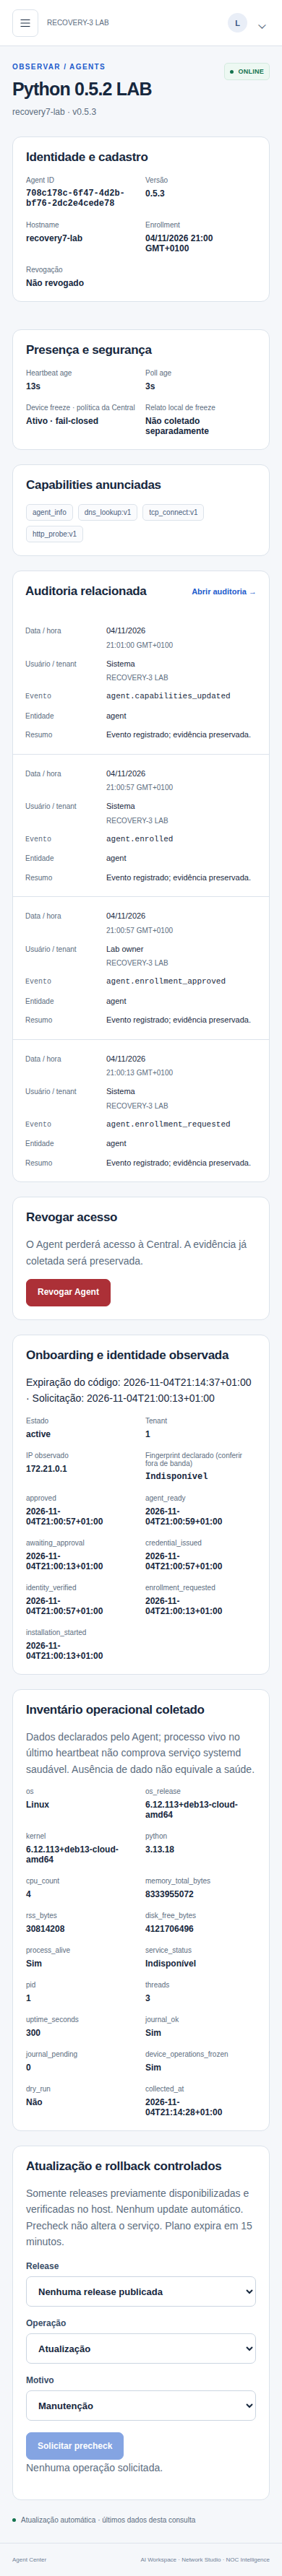 RECOVERY-3 LAB
L
OBSERVAR / AGENTS
ONLINE
Python 0.5.2 LAB
recovery7-lab · v0.5.3
Identidade e cadastro
Agent ID
708c178c-6f47-4d2b-
bf76-2dc2e4cede78
Versão
0.5.3
Hostname
recovery7-lab
Enrollment
04/11/2026 21:00
GMT+0100
Revogação
Não revogado
Presença e segurança
Heartbeat age
13s
Poll age
3s
Device freeze · política da Central
Ativo · fail-closed
Relato local de freeze
Não coletado
separadamente
Capabilities anunciadas
agent_info
dns_lookup:v1
tcp_connect:v1
http_probe:v1
Auditoria relacionada
Abrir auditoria →
Data / hora
04/11/2026
21:01:00 GMT+0100
Usuário / tenant
Sistema
RECOVERY-3 LAB
Evento
agent.capabilities_updated
Entidade
agent
Resumo
Evento registrado; evidência preservada.
Data / hora
04/11/2026
21:00:57 GMT+0100
Usuário / tenant
Sistema
RECOVERY-3 LAB
Evento
agent.enrolled
Entidade
agent
Resumo
Evento registrado; evidência preservada.
Data / hora
04/11/2026
21:00:57 GMT+0100
Usuário / tenant
Lab owner
RECOVERY-3 LAB
Evento
agent.enrollment_approved
Entidade
agent
Resumo
Evento registrado; evidência preservada.
Data / hora
04/11/2026
21:00:13 GMT+0100
Usuário / tenant
Sistema
RECOVERY-3 LAB
Evento
agent.enrollment_requested
Entidade
agent
Resumo
Evento registrado; evidência preservada.
Revogar acesso
O Agent perderá acesso à Central. A evidência já
coletada será preservada.
Revogar Agent
Onboarding e identidade observada
Expiração do código: 2026-11-04T21:14:37+01:00
· Solicitação: 2026-11-04T21:00:13+01:00
Estado
active
Tenant
1
IP observado
172.21.0.1
Fingerprint declarado (conferir
fora de banda)
Indisponível
approved
2026-11-
04T21:00:57+01:00
agent_ready
2026-11-
04T21:00:59+01:00
awaiting_approval
2026-11-
04T21:00:13+01:00
credential_issued
2026-11-
04T21:00:57+01:00
identity_verified
2026-11-
04T21:00:57+01:00
enrollment_requested
2026-11-
04T21:00:13+01:00
installation_started
2026-11-
04T21:00:13+01:00
Inventário operacional coletado
Dados declarados pelo Agent; processo vivo no
último heartbeat não comprova serviço systemd
saudável. Ausência de dado não equivale a saúde.
os
Linux
os_release
6.12.113+deb13-cloud-
amd64
kernel
6.12.113+deb13-cloud-
amd64
python
3.13.18
cpu_count
4
memory_total_bytes
8333955072
rss_bytes
30814208
disk_free_bytes
4121706496
process_alive
Sim
service_status
Indisponível
pid
1
threads
3
uptime_seconds
300
journal_ok
Sim
journal_pending
0
device_operations_frozen
Sim
dry_run
Não
collected_at
2026-11-
04T21:14:28+01:00
Atualização e rollback controlados
Somente releases previamente disponibilizadas e
verificadas no host. Nenhum update automático.
Precheck não altera o serviço. Plano expira em 15
minutos.
Release
Nenhuma release publicada
Operação
Atualização
Motivo
Manutenção
Solicitar precheck
Nenhuma operação solicitada.
Atualização automática · últimos dados desta consulta
Agent Center
AI Workspace · Network Studio · NOC Intelligence